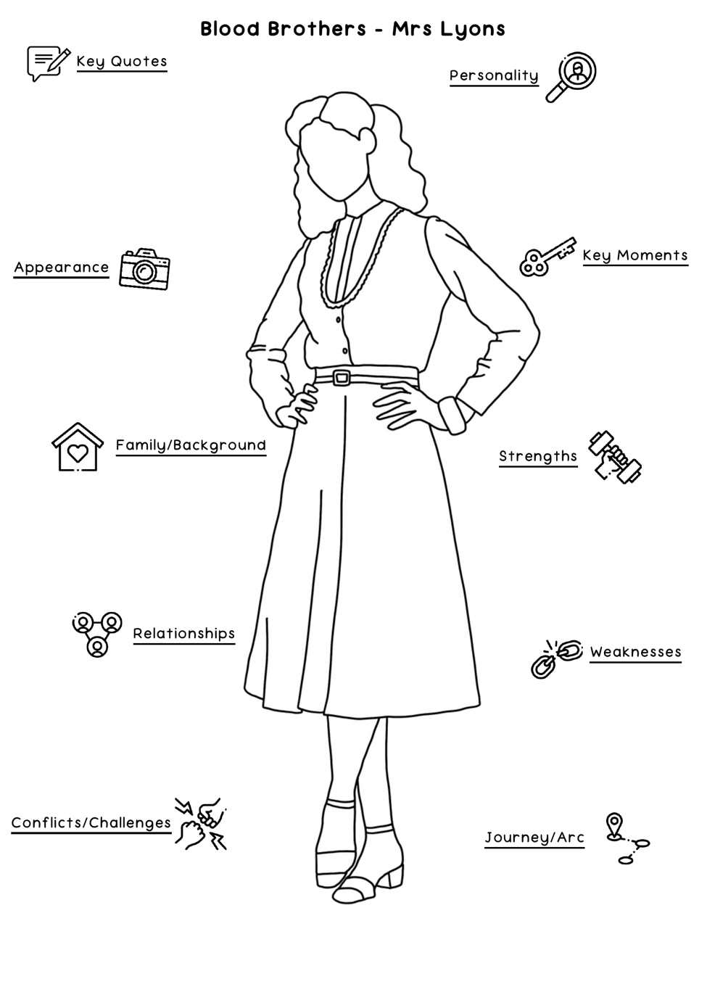 Blood Brothers - Mrs Lyons
Key Quotes
Personality
Appearance
Key Moments
Family/Background
Strengths
Relationships
Weaknesses
Conflicts/Challenges
Journey/Arc